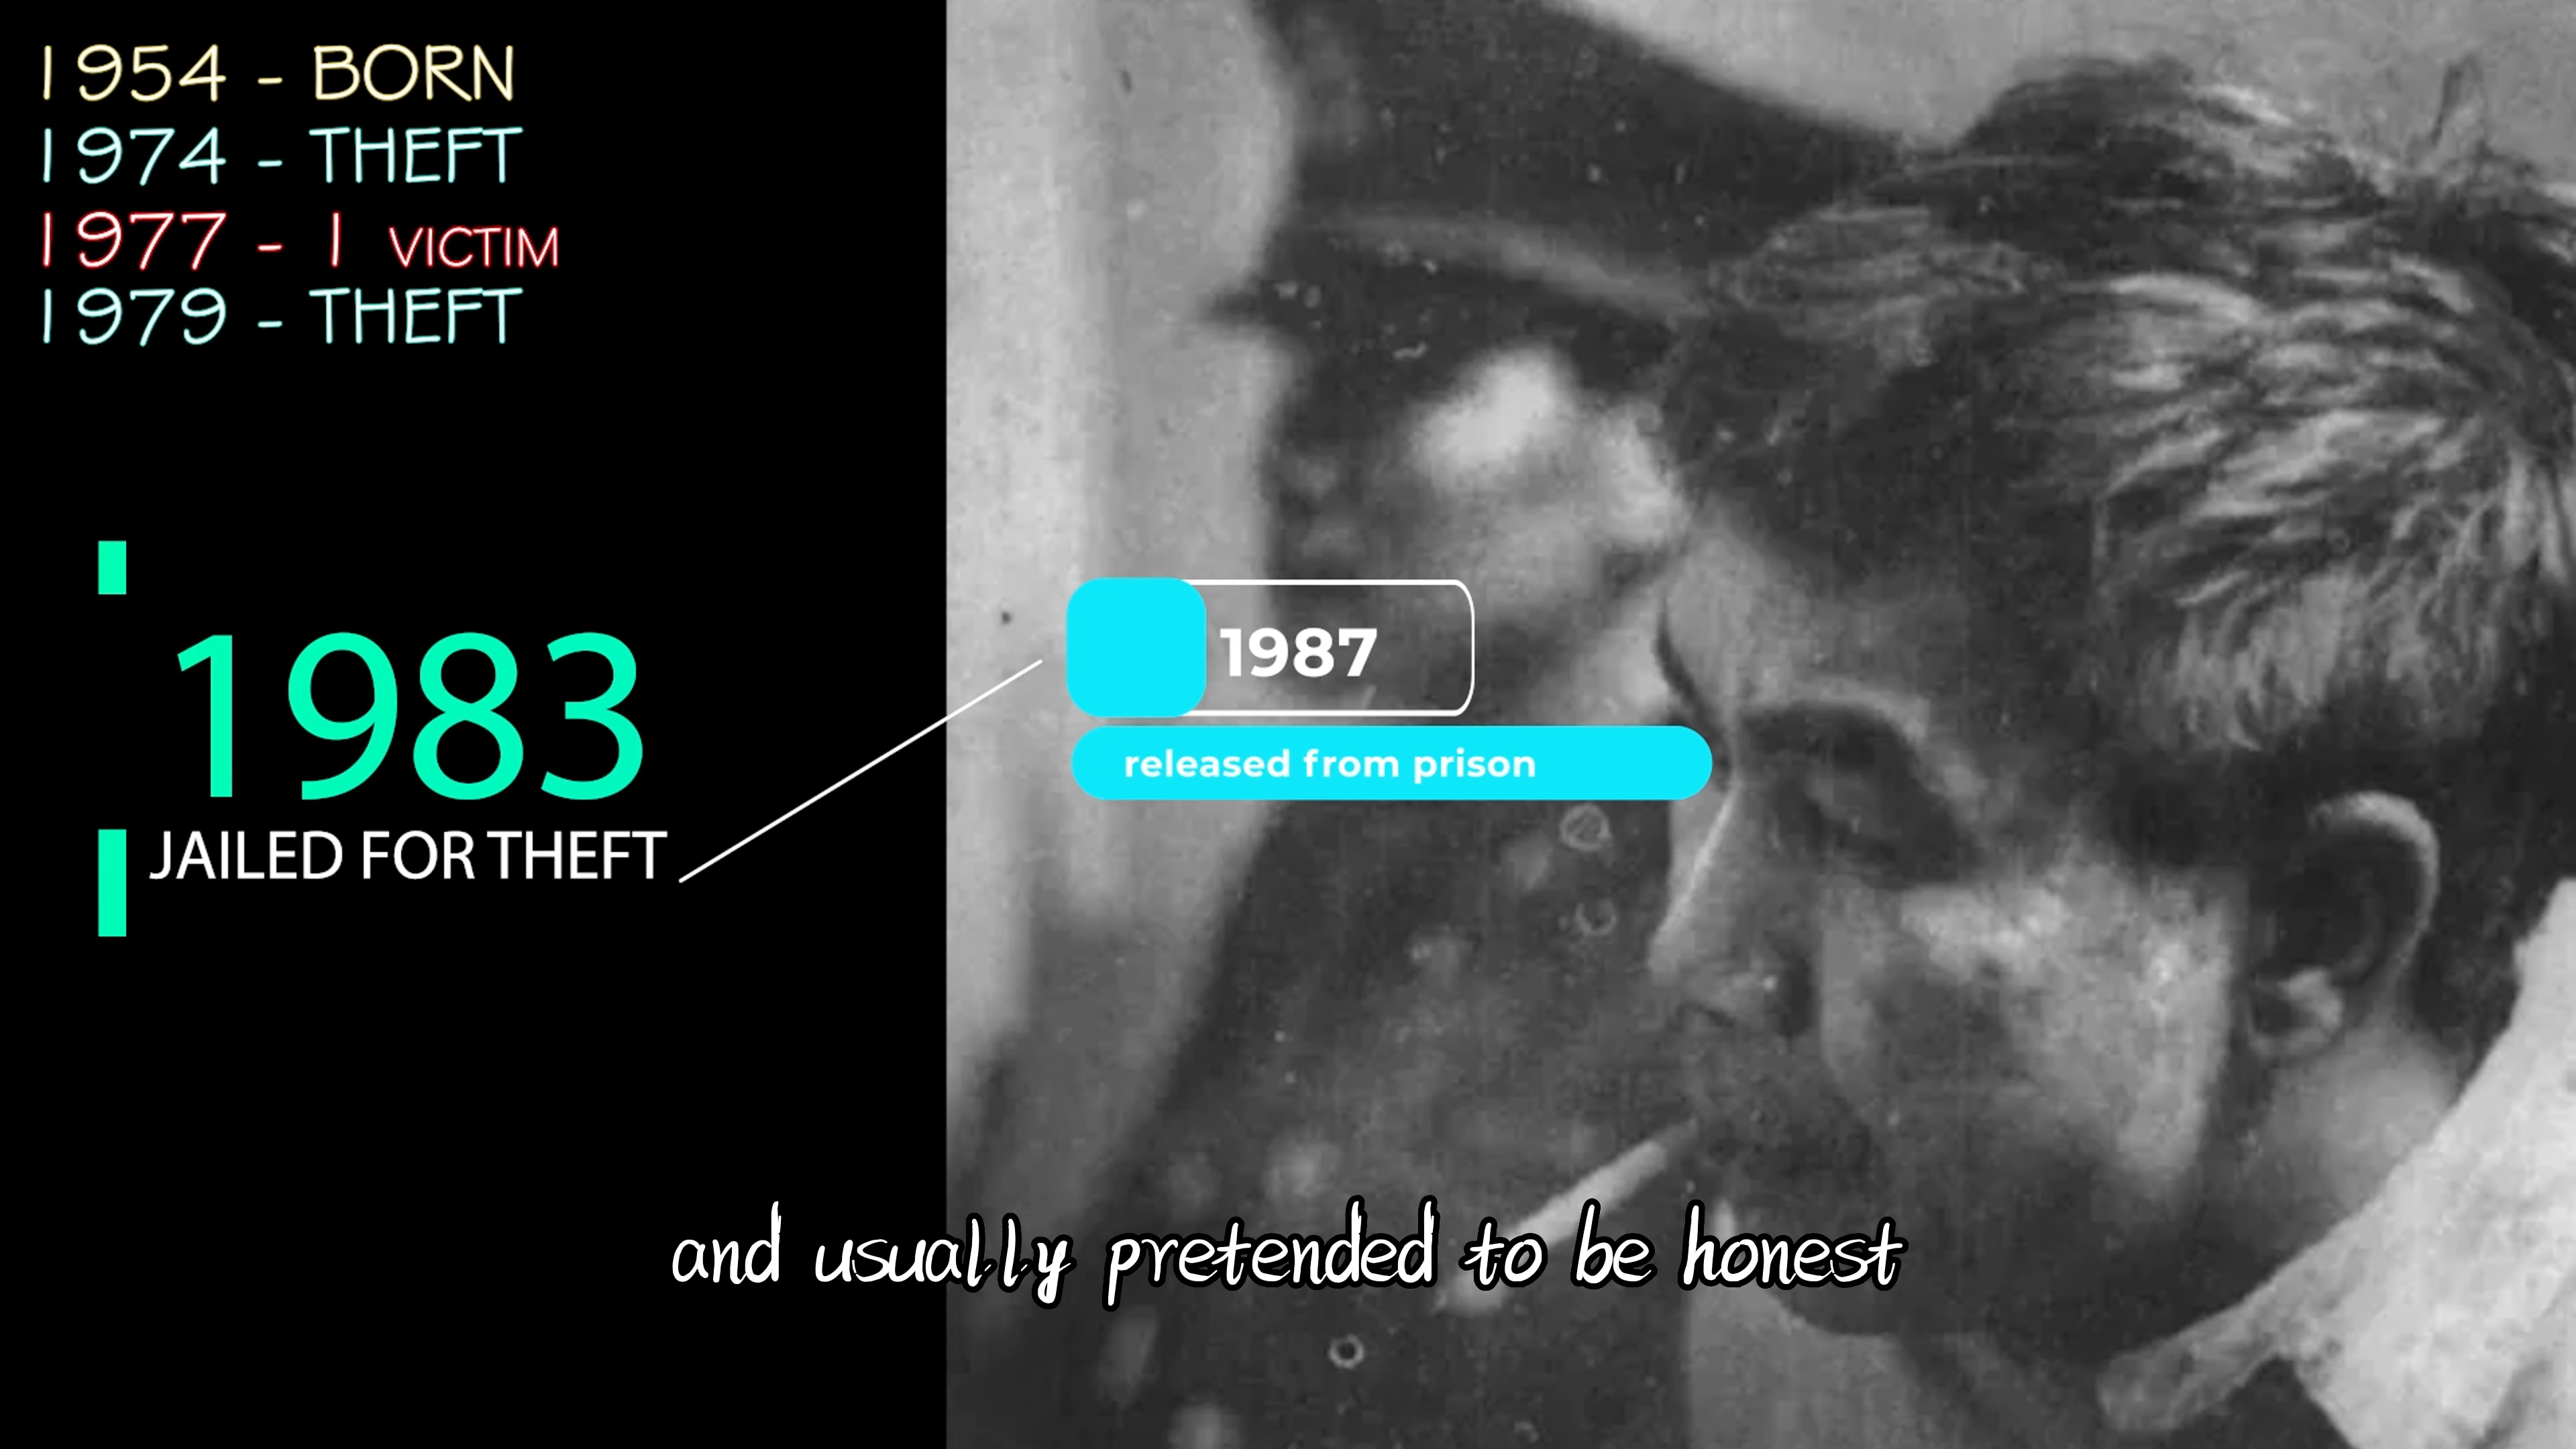 1954 - BORN
1974 - THEFT
1977 - 1 VICTIM
1979 - THEFT
1983
JAILED FOR THEFT
1987
released from prison
and usually pretended to be honest